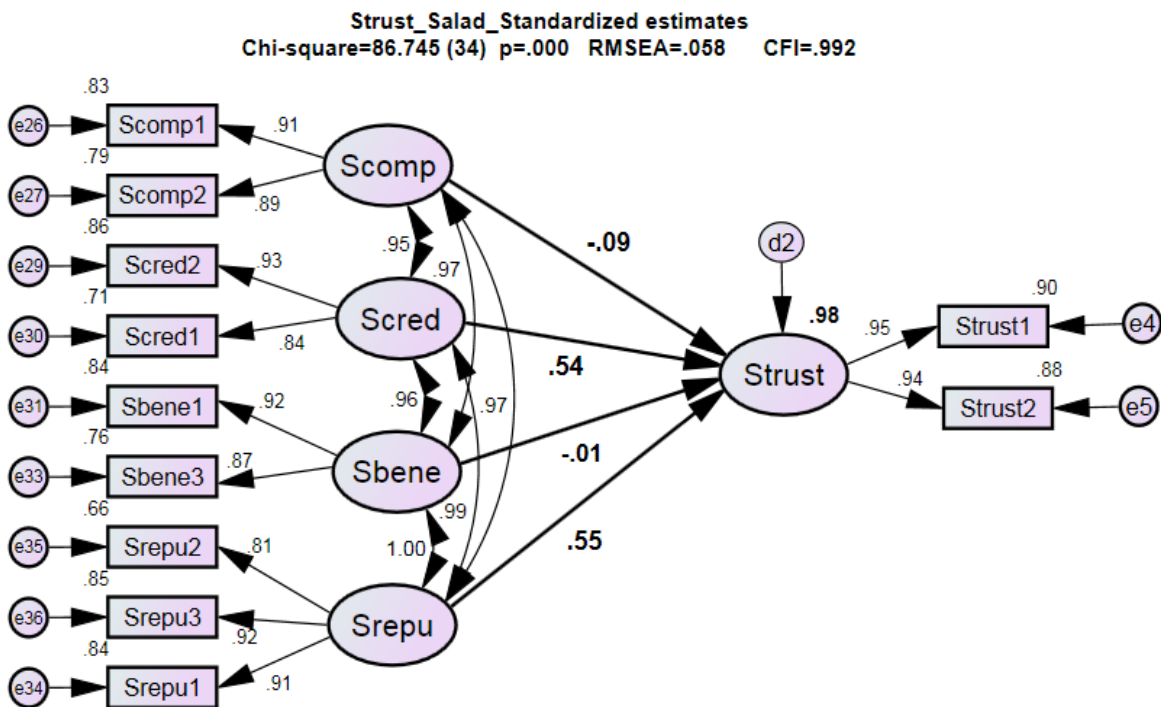 Strust_Salad_Standardized estimates
Chi-square=86.745 (34) p=.000 RMSEA=.058 CFI=.992
.83
e26 Scomp1 .91
Scomp
.79
e27 Scomp2 .89
-.09
.86
e29 Scred2 .93
.95 .97
d2
.71
e30 Scred1 .84
Scred
.98
.90
.95 Strust1 e4
.54
Strust
.84
e31 Sbene1 .92
.96 .97
.88
.94 Strust2 e5
.76
e33 Sbene3 .87
Sbene
-.01
.66
e35 Srepu2 .81
1.00 .99
.55
.85
e36 Srepu3 .92
Srepu
.84
e34 Srepu1 .91